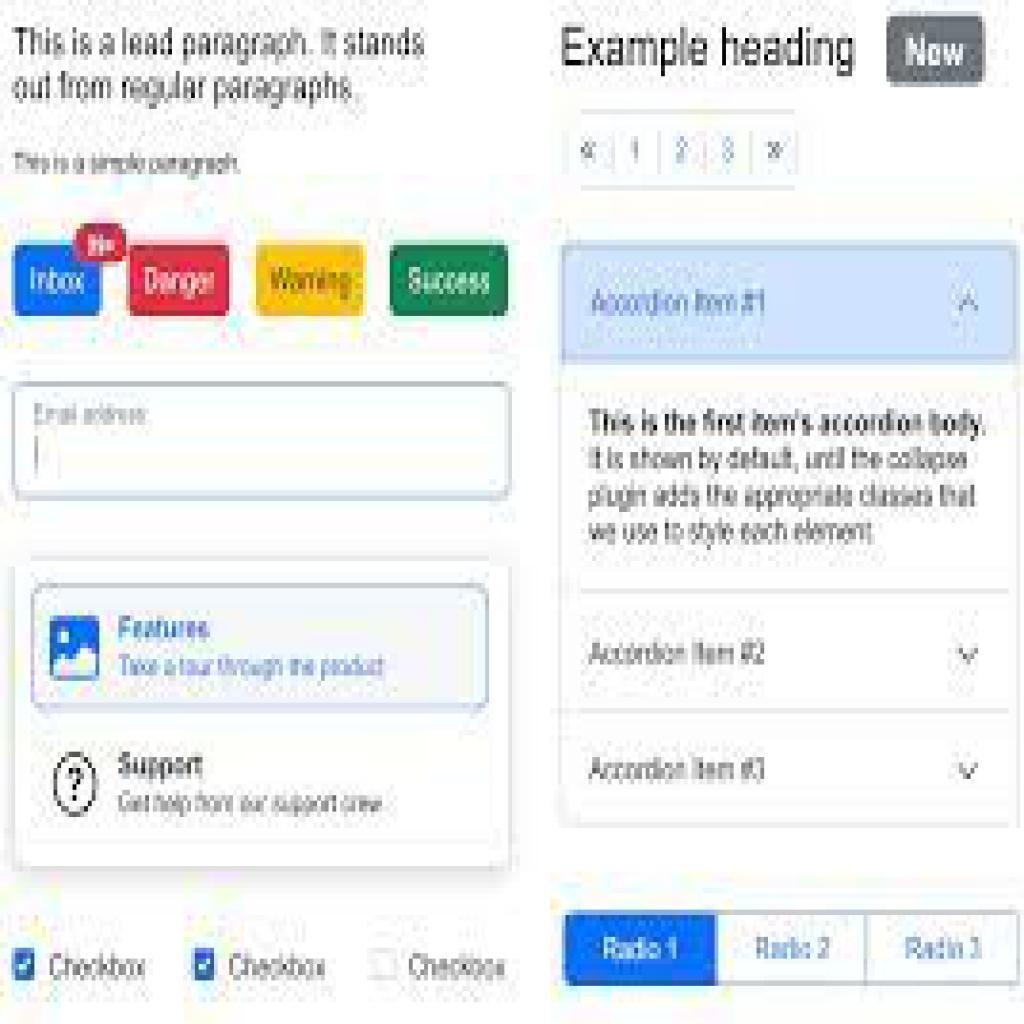 This is a lead paragraph. It stands
out from regular paragraphs.
This is a simple paragraph.
Inbox
99+
Danger
Warning
Success
Email address
Features
Take a tour through the product
Support
Get help from our support crew
Checkbox
Checkbox
Checkbox
Example heading
New
« 1 2 3 »
Accordion Item #1
This is the first item's accordion body.
It is shown by default, until the collapse
plugin adds the appropriate classes that
we use to style each element.
Accordion Item #2
Accordion Item #3
Radio 1
Radio 2
Radio 3